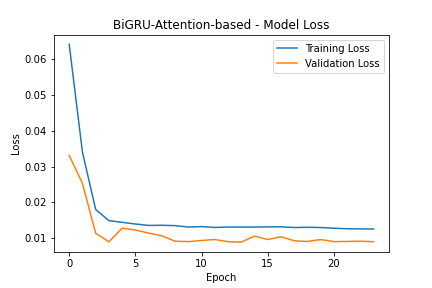 BiGRU-Attention-based - Model Loss
Training Loss
Validation Loss
Loss
0.06
0.05
0.04
0.03
0.02
0.01
0 5 10 15 20
Epoch